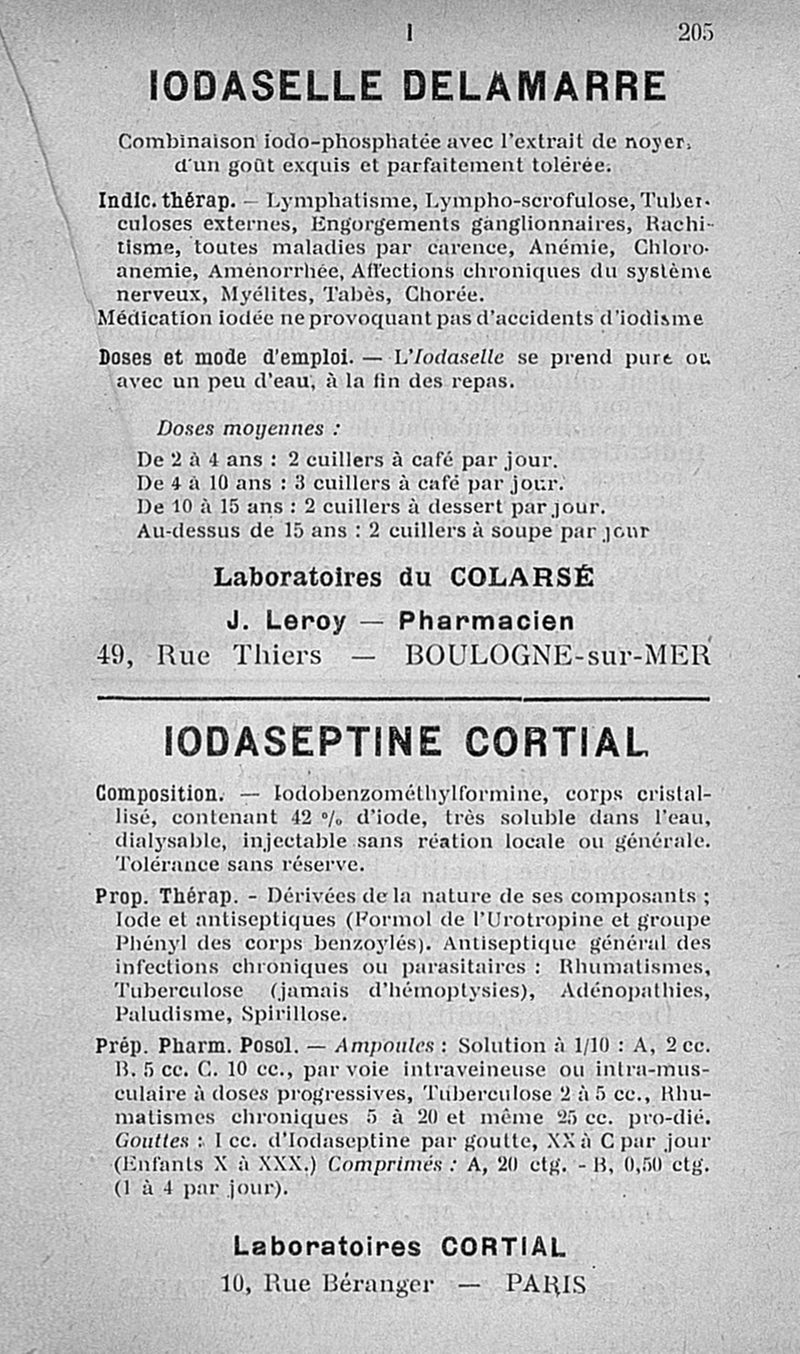 I 205
IODASELLE DELAMARRE
Combinaison iodo-phosphatée avec l'extrait de noyer,
d'un goût exquis et parfaitement tolérée.
Indic. thérap. — Lymphatisme, Lympho-scrofulose, Tuber-
culoses externes, Engorgements ganglionnaires, Rachi-
tisme, toutes maladies par carence, Anémie, Chloro-
anemie, Aménorrhée, Affections chroniques du système
nerveux, Myélites, Tabès, Chorée.
Médication iodée ne provoquant pas d'accidents d'iodisme
Doses et mode d'emploi. — L'Iodaselle se prend pure ou
avec un peu d'eau, à la fin des repas.
Doses moyennes :
De 2 à 4 ans : 2 cuillers à café par jour.
De 4 à 10 ans : 3 cuillers à café par jour.
De 10 à 15 ans : 2 cuillers à dessert par jour.
Au-dessus de 15 ans : 2 cuillers à soupe par jour
Laboratoires du COLARSÉ
J. Leroy — Pharmacien
49, Rue Thiers — BOULOGNE-sur-MER
IODASEPTINE CORTIAL
Composition. — Iodobenzométhylformine, corps cristal-
lisé, contenant 42 % d'iode, très soluble dans l'eau,
dialysable, injectable sans réation locale ou générale.
Tolérance sans réserve.
Prop. Thérap. - Dérivées de la nature de ses composants ;
Iode et antiseptiques (Formol de l'Urotropine et groupe
Phényl des corps benzoylés). Antiseptique général des
infections chroniques ou parasitaires : Rhumatismes,
Tuberculose (jamais d'hémoptysies), Adénopathies,
Paludisme, Spirillose.
Prép. Pharm. Posol. — Ampoules : Solution à 1/10 : A, 2 cc.
B. 5 cc. C. 10 cc., par voie intraveineuse ou intra-mus-
culaire à doses progressives, Tuberculose 2 à 5 cc., Rhu-
matismes chroniques 5 à 20 et même 25 cc. pro-dié.
Gouttes : I cc. d'Iodaseptine par goutte, XX à C par jour
(Enfants X à XXX.) Comprimés : A, 20 ctg. - B, 0,50 ctg.
(1 à 4 par jour).
Laboratoires CORTIAL
10, Rue Béranger — PARIS